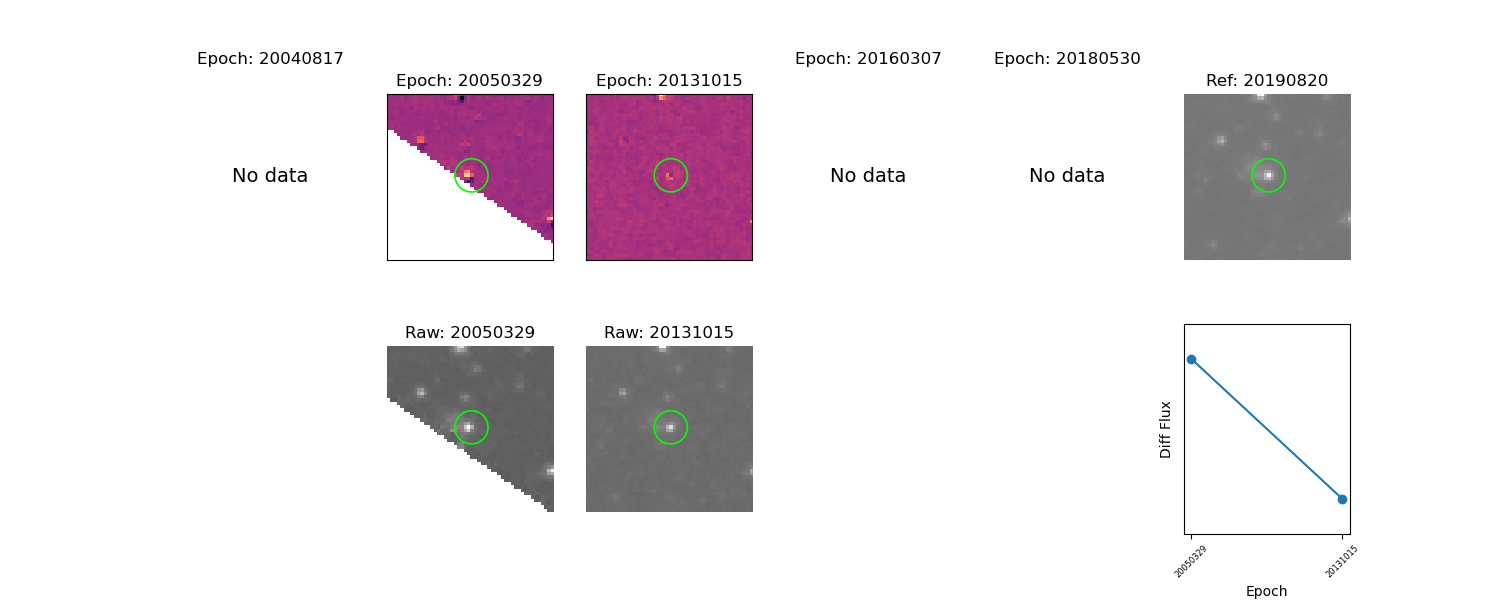 Epoch: 20040817
Epoch: 20050329
Epoch: 20131015
Epoch: 20160307
Epoch: 20180530
Ref: 20190820
No data
No data
No data
Raw: 20050329
Raw: 20131015
Diff Flux
20050329
20131015
Epoch